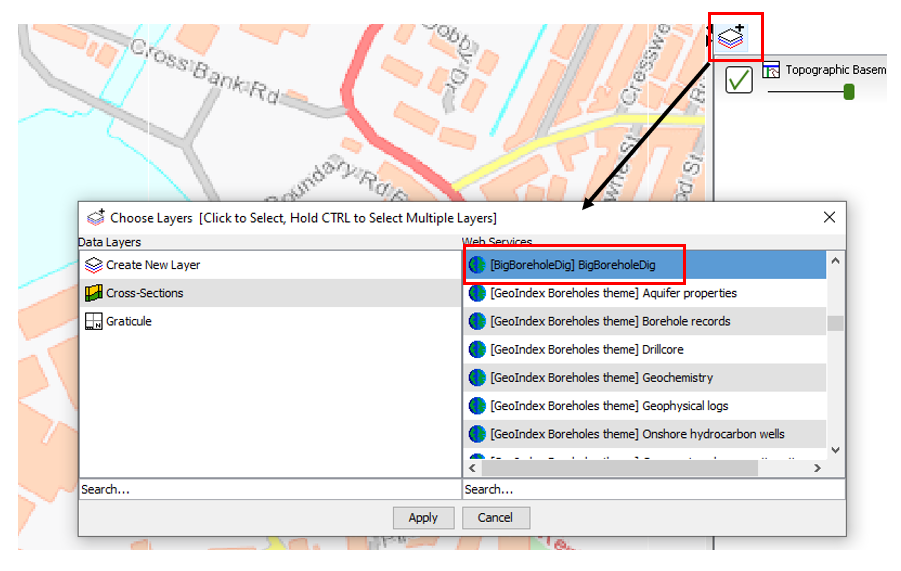 Cross Bank Rd
Cobby Dr
Cresswe
Boundary Rd
Topographic Basem
Choose Layers [Click to Select, Hold CTRL to Select Multiple Layers]
Data Layers
Create New Layer
Cross-Sections
Graticule
Search...
Web Services
[BigBoreholeDig] BigBoreholeDig
[GeoIndex Boreholes theme] Aquifer properties
[GeoIndex Boreholes theme] Borehole records
[GeoIndex Boreholes theme] Drillcore
[GeoIndex Boreholes theme] Geochemistry
[GeoIndex Boreholes theme] Geophysical logs
[GeoIndex Boreholes theme] Onshore hydrocarbon wells
Search...
Apply
Cancel